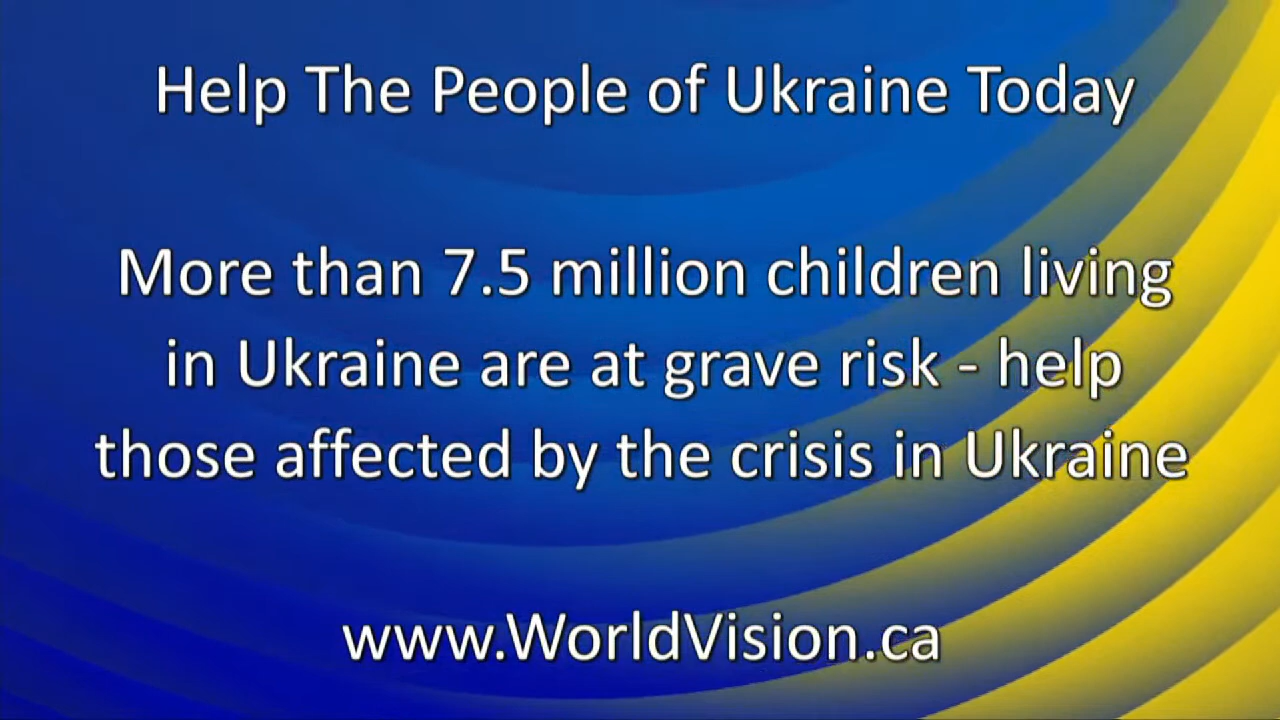 Help The People of Ukraine Today
More than 7.5 million children living
in Ukraine are at grave risk - help
those affected by the crisis in Ukraine
www.WorldVision.ca